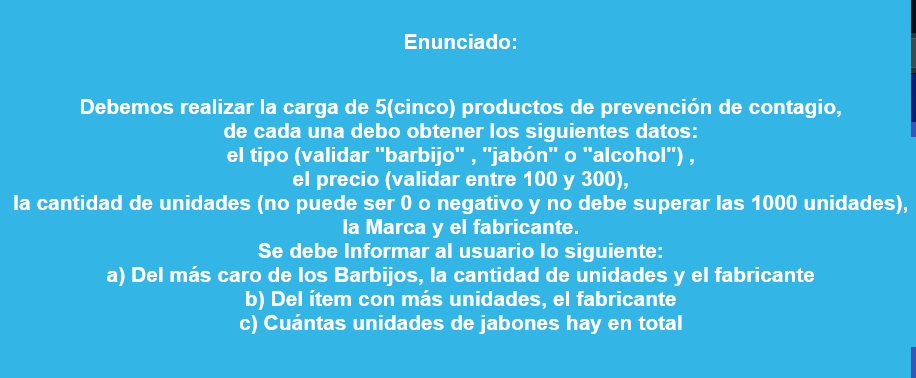 Enunciado:
Debemos realizar la carga de 5(cinco) productos de prevención de contagio,
de cada una debo obtener los siguientes datos:
el tipo (validar "barbijo" , "jabón" o "alcohol") ,
el precio (validar entre 100 y 300),
la cantidad de unidades (no puede ser 0 o negativo y no debe superar las 1000 unidades),
la Marca y el fabricante.
Se debe Informar al usuario lo siguiente:
a) Del más caro de los Barbijos, la cantidad de unidades y el fabricante
b) Del ítem con más unidades, el fabricante
c) Cuántas unidades de jabones hay en total